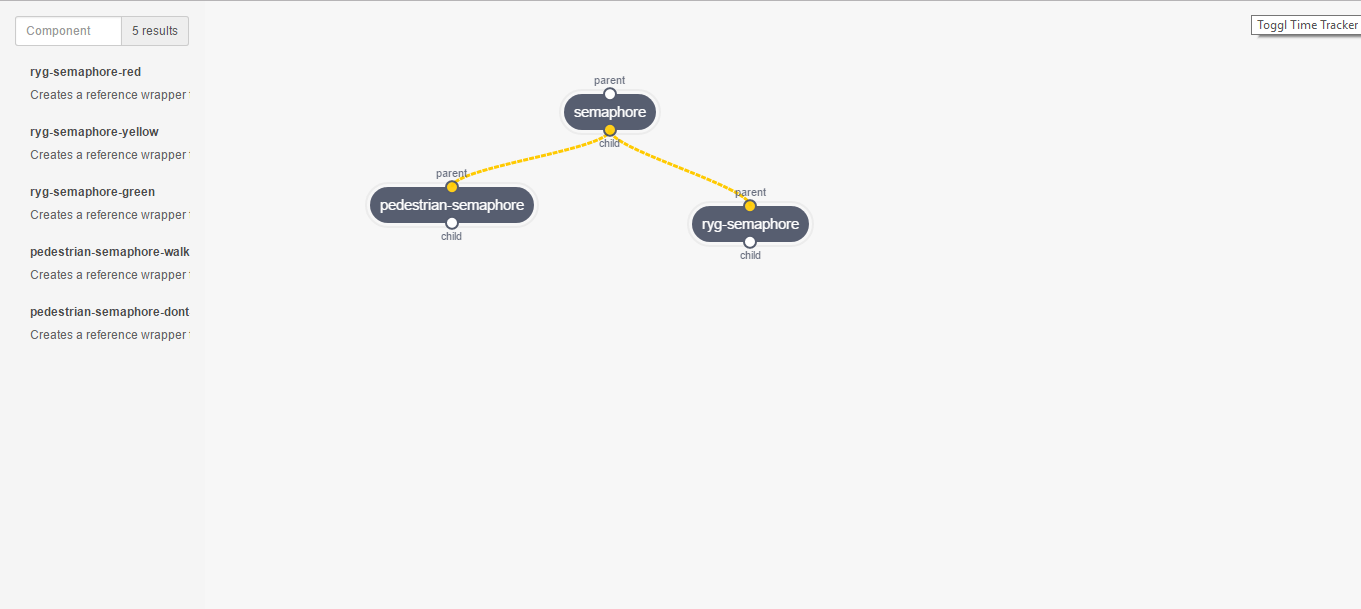 Component
5 results
Toggl Time Tracker
ryg-semaphore-red
Creates a reference wrapper
ryg-semaphore-yellow
Creates a reference wrapper
ryg-semaphore-green
Creates a reference wrapper
pedestrian-semaphore-walk
Creates a reference wrapper
pedestrian-semaphore-dont
Creates a reference wrapper
parent
semaphore
child
parent
pedestrian-semaphore
child
parent
ryg-semaphore
child